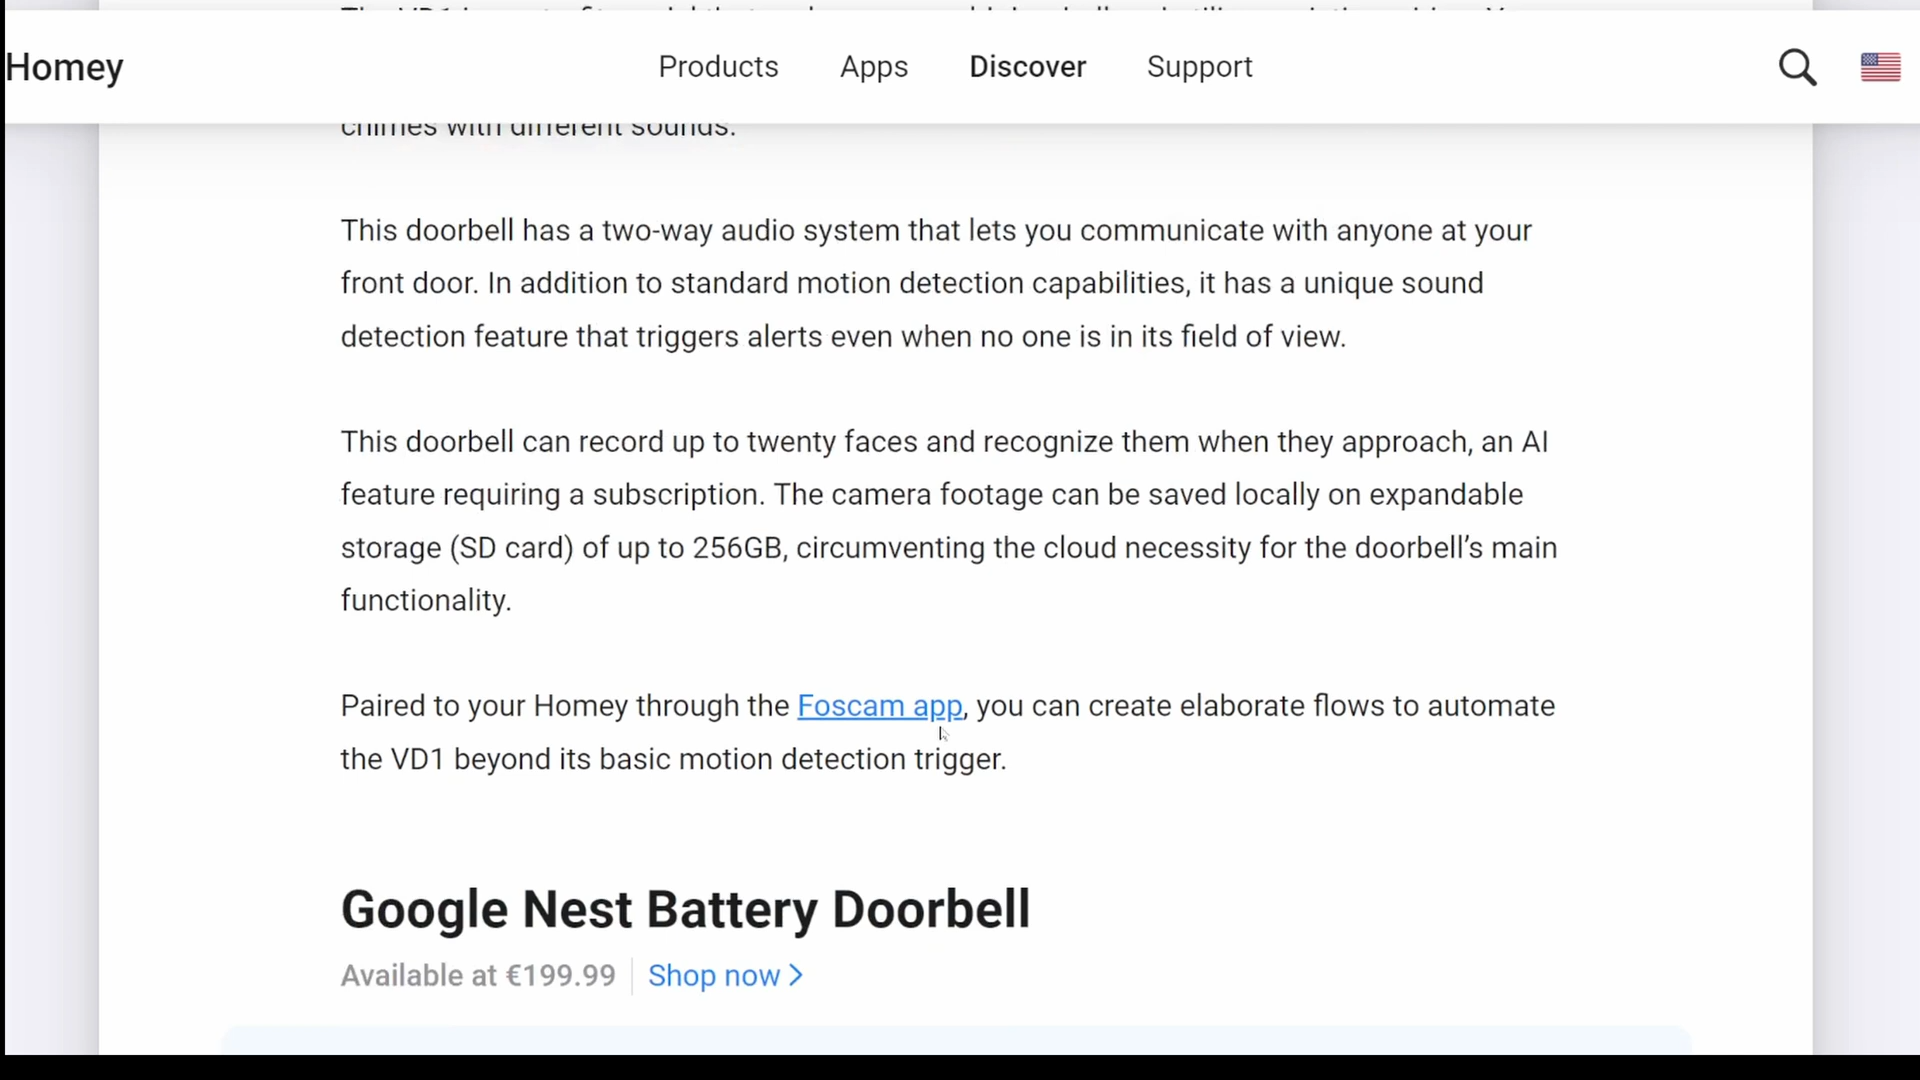 Homey
Products
Apps
Discover
Support
chimes with different sounds.
This doorbell has a two-way audio system that lets you communicate with anyone at your
front door. In addition to standard motion detection capabilities, it has a unique sound
detection feature that triggers alerts even when no one is in its field of view.
This doorbell can record up to twenty faces and recognize them when they approach, an AI
feature requiring a subscription. The camera footage can be saved locally on expandable
storage (SD card) of up to 256GB, circumventing the cloud necessity for the doorbell’s main
functionality.
Paired to your Homey through the Foscam app, you can create elaborate flows to automate
the VD1 beyond its basic motion detection trigger.
Google Nest Battery Doorbell
Available at €199.99
Shop now >